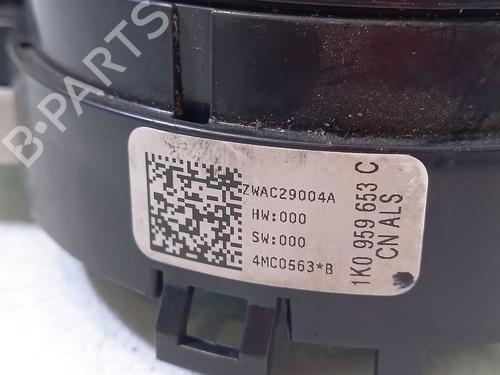 B-PARTS
ZWAC29004A
HW:000
SW:000
4MC0563*B
1K0 959 653 C
CN ALS